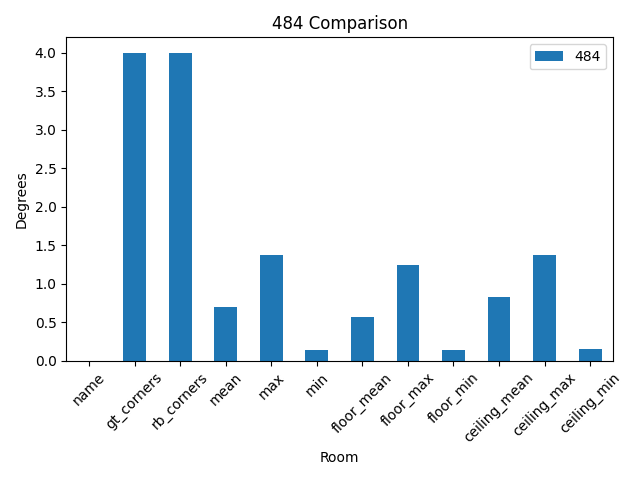 484 Comparison
484
Degrees
4.0
3.5
3.0
2.5
2.0
1.5
1.0
0.5
0.0
name
gt_corners
rb_corners
mean
max
min
floor_mean
floor_max
floor_min
ceiling_mean
ceiling_max
ceiling_min
Room